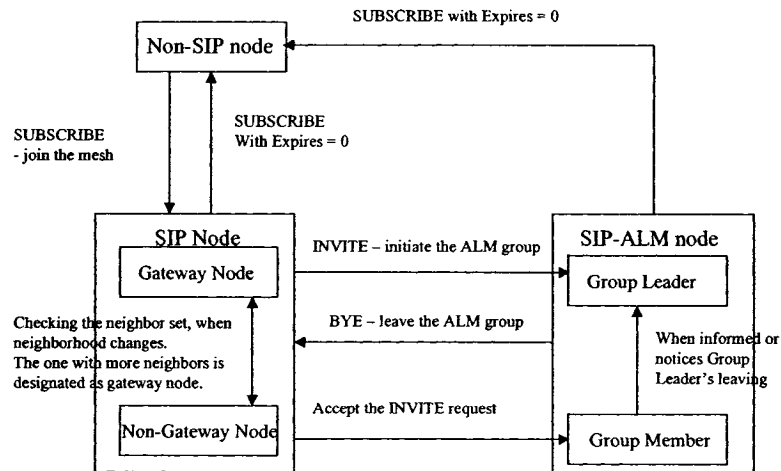 SUBSCRIBE with Expires = 0
Non-SIP node
SUBSCRIBE
- join the mesh
SUBSCRIBE
With Expires = 0
SIP Node
Gateway Node
INVITE – initiate the ALM group
SIP-ALM node
Group Leader
Checking the neighbor set, when
neighborhood changes.
The one with more neighbors is
designated as gateway node.
BYE – leave the ALM group
When informed or
notices Group
Leader's leaving
Accept the INVITE request
Non-Gateway Node
Group Member